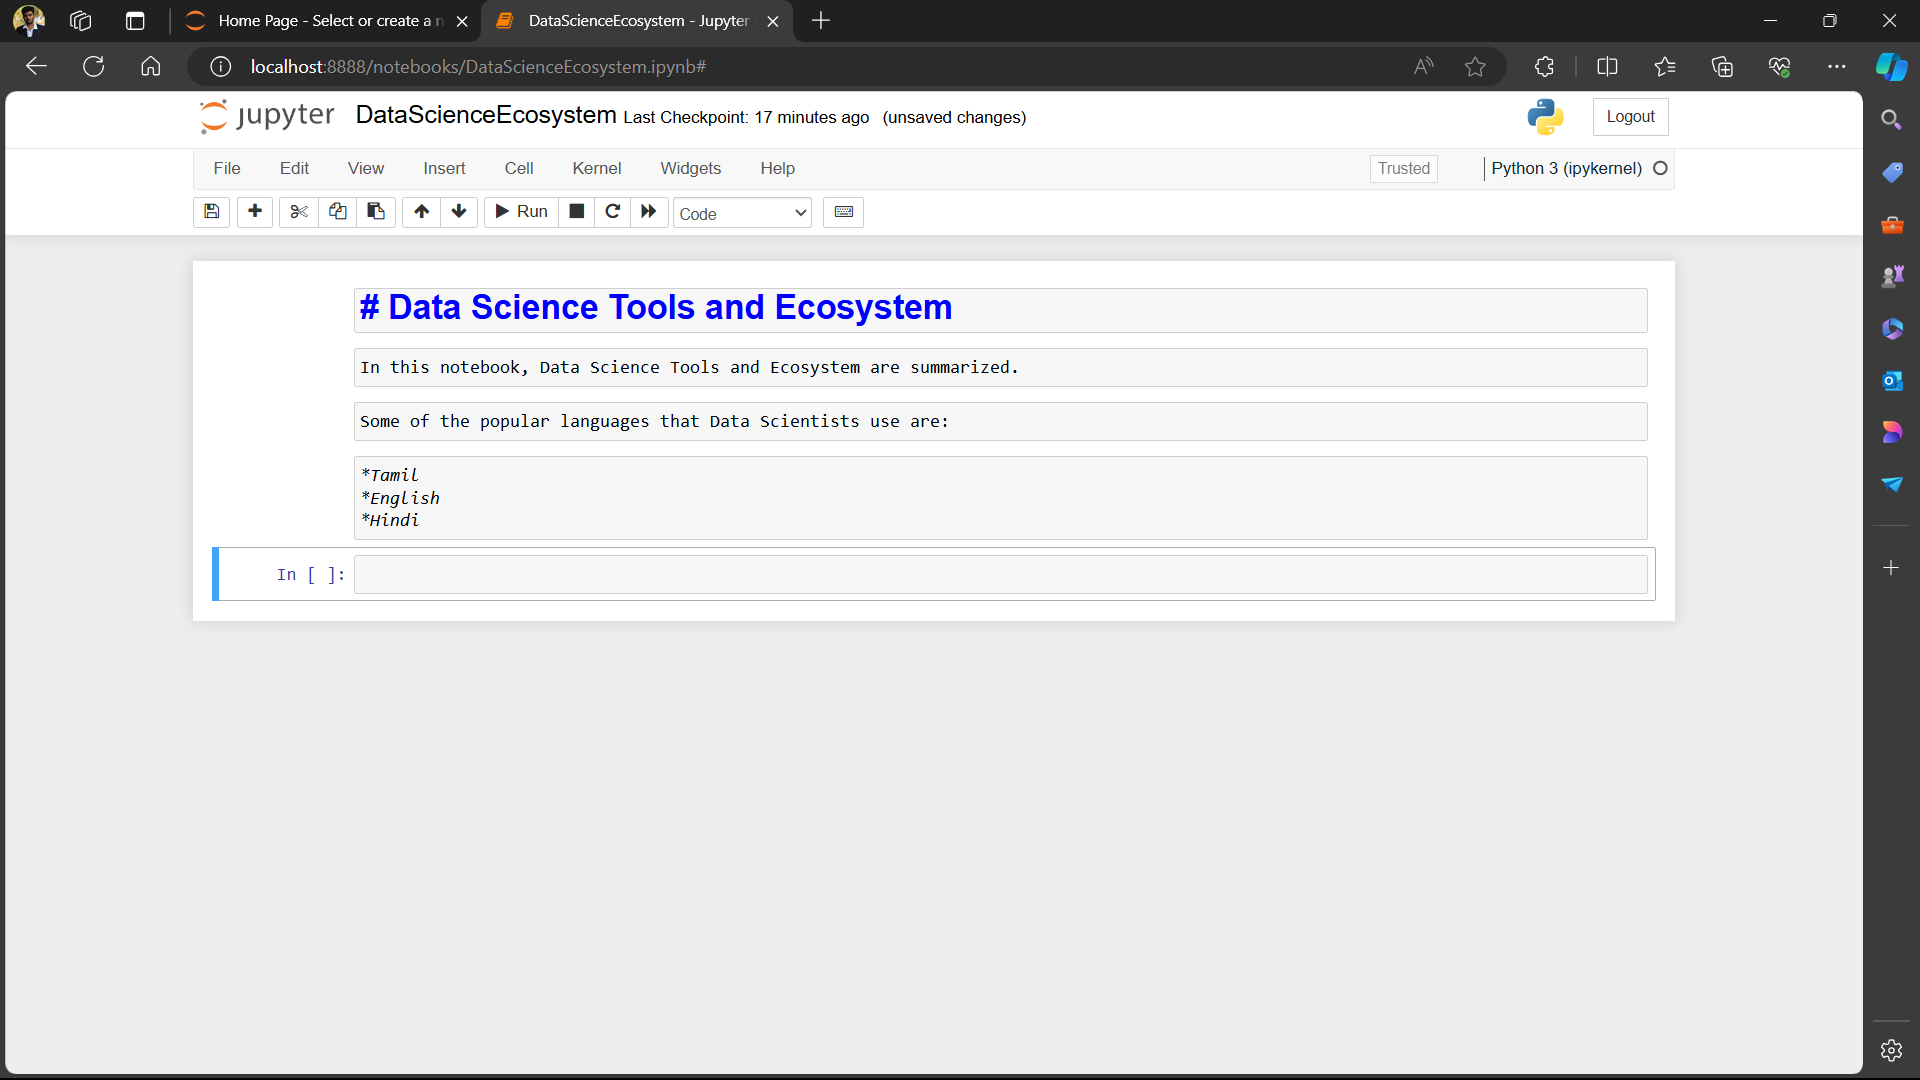 Home Page - Select or create a n
DataScienceEcosystem - Jupyter
localhost:8888/notebooks/DataScienceEcosystem.ipynb#
jupyter DataScienceEcosystem Last Checkpoint: 17 minutes ago (unsaved changes)
Logout
File Edit View Insert Cell Kernel Widgets Help
Trusted
Python 3 (ipykernel)
Run
Code
# Data Science Tools and Ecosystem
In this notebook, Data Science Tools and Ecosystem are summarized.
Some of the popular languages that Data Scientists use are:
*Tamil
*English
*Hindi
In [ ]: